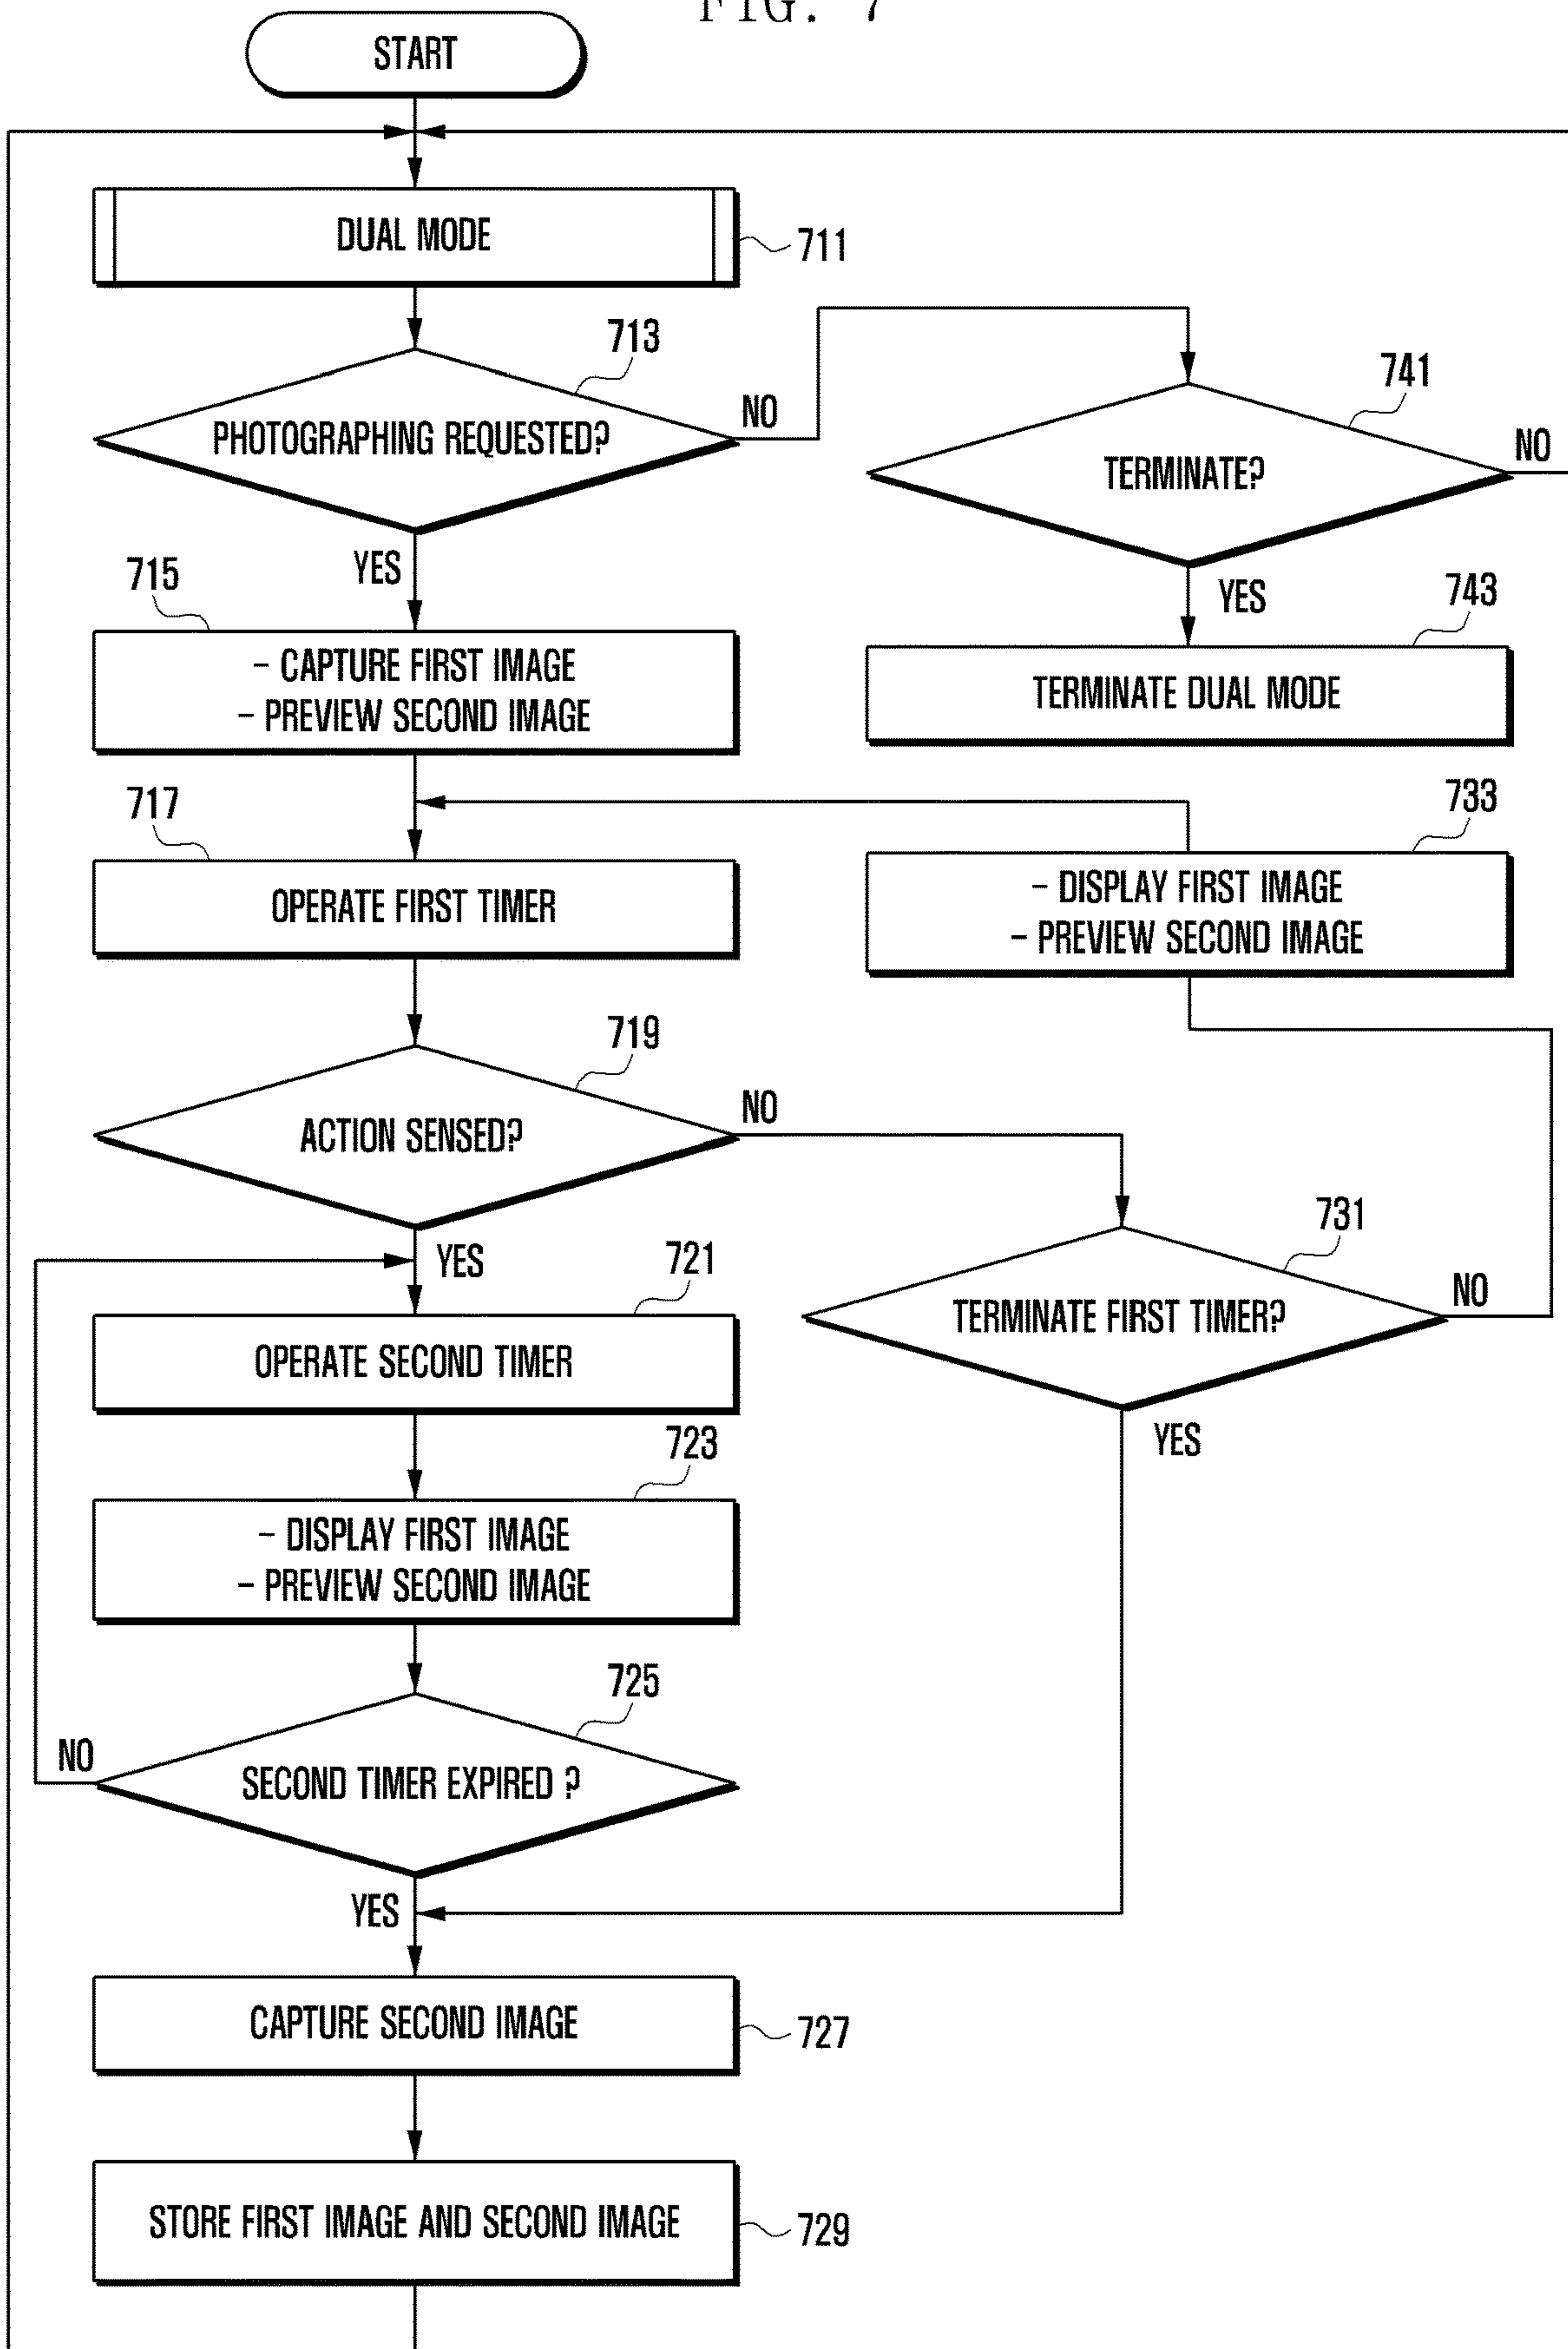 FIG. 7
START
DUAL MODE
711
713
PHOTOGRAPHING REQUESTED?
NO
741
TERMINATE?
NO
YES
715
– CAPTURE FIRST IMAGE
– PREVIEW SECOND IMAGE
YES
743
TERMINATE DUAL MODE
717
OPERATE FIRST TIMER
733
– DISPLAY FIRST IMAGE
– PREVIEW SECOND IMAGE
719
ACTION SENSED?
NO
731
TERMINATE FIRST TIMER?
NO
YES
YES
721
OPERATE SECOND TIMER
723
– DISPLAY FIRST IMAGE
– PREVIEW SECOND IMAGE
725
SECOND TIMER EXPIRED ?
NO
YES
CAPTURE SECOND IMAGE
727
STORE FIRST IMAGE AND SECOND IMAGE
729